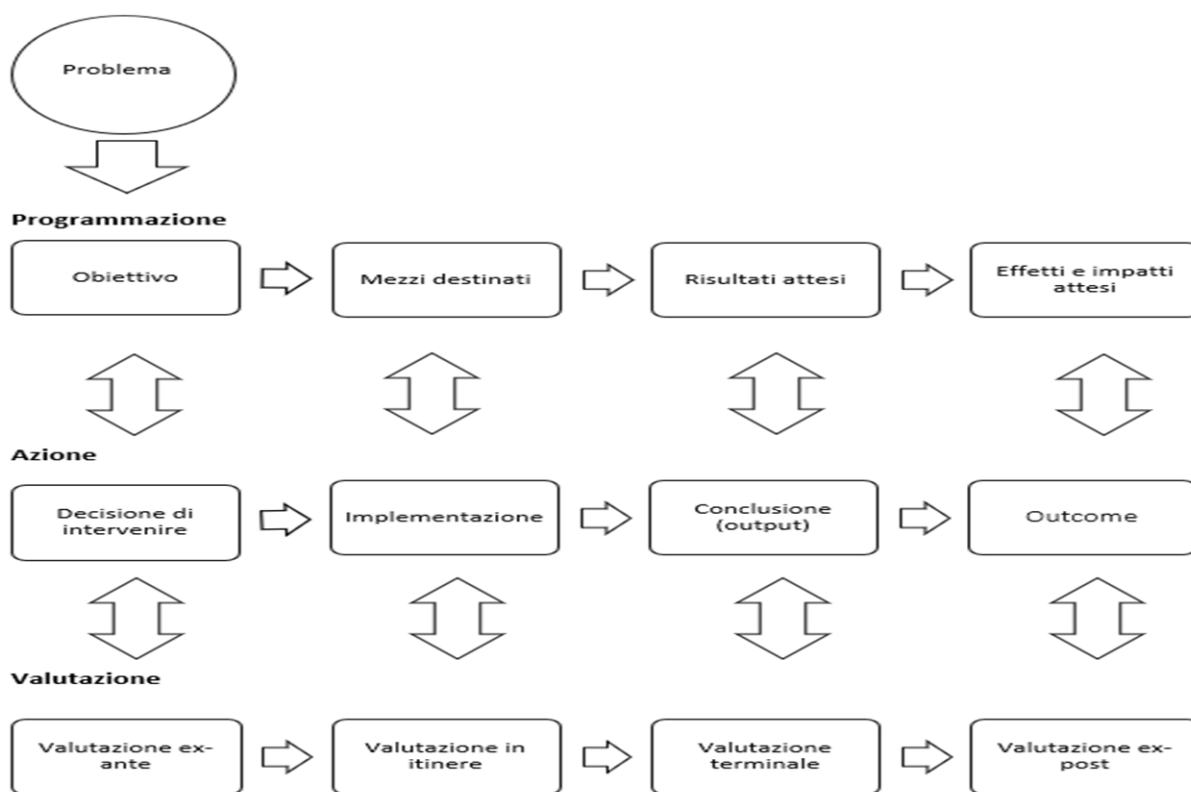 Problema
Programmazione
Obiettivo
Mezzi destinati
Risultati attesi
Effetti e impatti
attesi
Azione
Decisione di
intervenire
Implementazione
Conclusione
(output)
Outcome
Valutazione
Valutazione ex-
ante
Valutazione in
itinere
Valutazione
terminale
Valutazione ex-
post